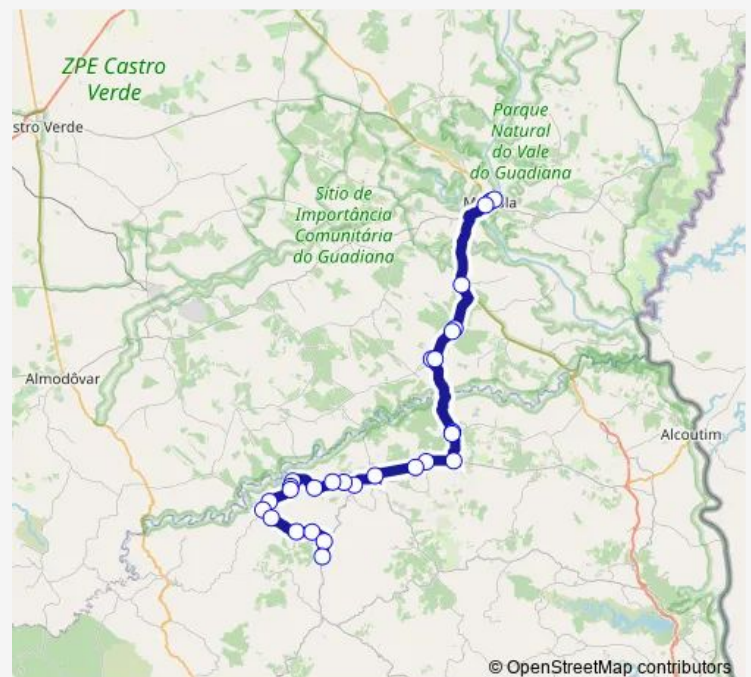 ZPE Castro
Verde
stro Verde
Parque
Natural
do Vale
do Guadiana
Sítio de
Importância
Comunitária
do Guadiana
Almodôvar
Alcoutim
© OpenStreetMap contributors